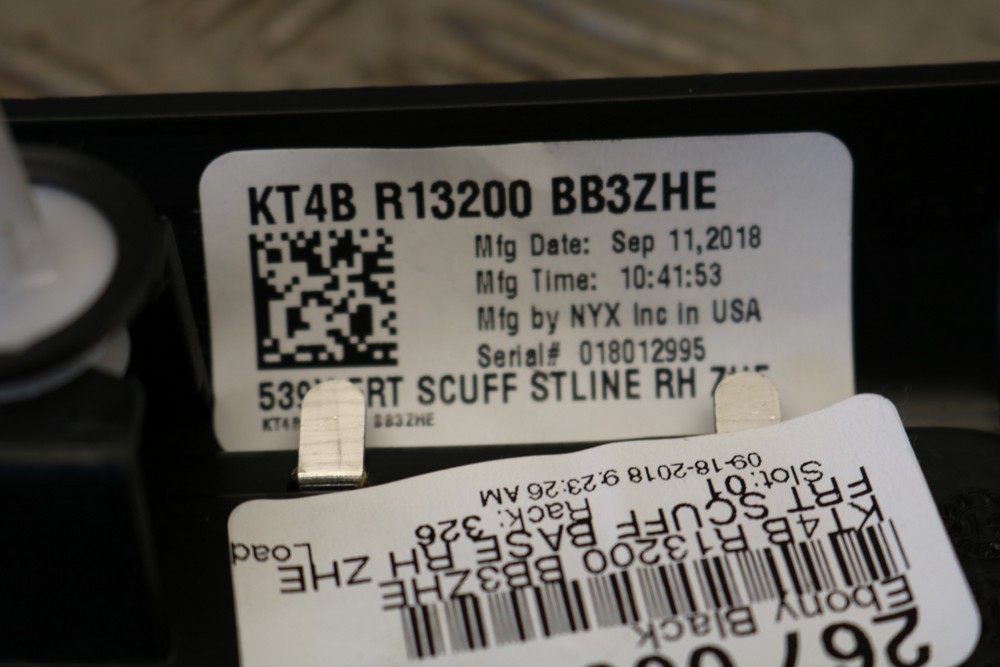 KT4B R13200 BB3ZHE
Mfg Date: Sep 11,2018
Mfg Time: 10:41:53
Mfg by NYX Inc in USA
Serial# 018012995
SCUFF STLINE RH
BB3ZHE
Ebony Black
KT4B R13200 BB3ZHE
FRT SCUFF BASE RH ZHE
Slot:01 Rack: 326 Load
09-18-2018 9:23:26 AM